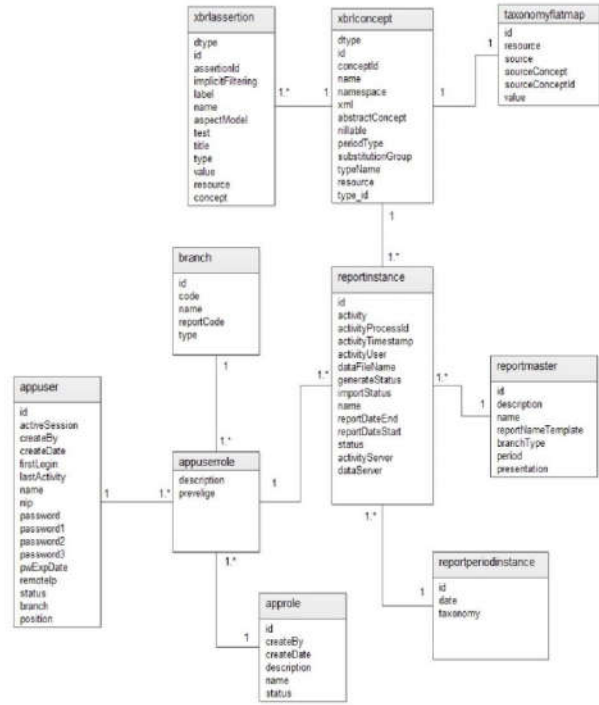 xbrlassertion
dtype
id
assertionId
implicitFiltering
label
name
aspectModel
test
title
type
value
resource
concept
1.*
1
xbrlconcept
dtype
id
conceptId
name
namespace
xml
abstractConcept
nillable
periodType
substitutionGroup
typeName
resource
type_id
1
1
taxonomyflatmap
id
resource
source
sourceConcept
sourceConceptId
value
1
1.*
branch
id
code
name
reportCode
type
1
1.*
reportinstance
id
activity
activityProcessId
activityTimestamp
activityUser
dataFileName
generateStatus
importStatus
name
reportDateEnd
reportDateStart
status
activityServer
dataServer
1.*
1.*
1
reportmaster
id
description
name
reportNameTemplate
branchType
period
presentation
appuser
id
activeSession
createBy
createDate
firstLogin
lastActivity
name
nip
password
password1
password2
password3
pwExpDate
remoteIp
status
branch
position
1
1.*
appuserrole
description
prevelige
1
1.*
1.*
1
reportperiodinstance
id
date
taxonomy
1
approle
id
createBy
createDate
description
name
status